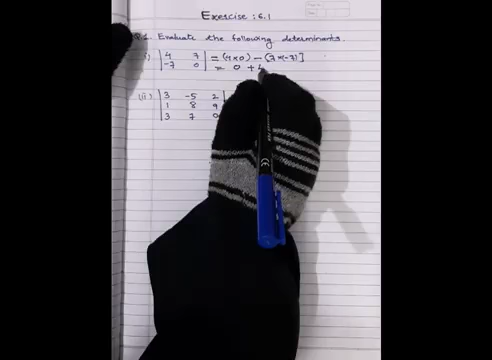 Exercise : 6.1
Q.1. Evaluate the following determinants.
i) | 4 7 | = (4×0) - [7×(-7)]
| -7 0 | = 0 + 4
(ii) | 3 -5 2 |
| 1 8 9 |
| 3 7 0 |